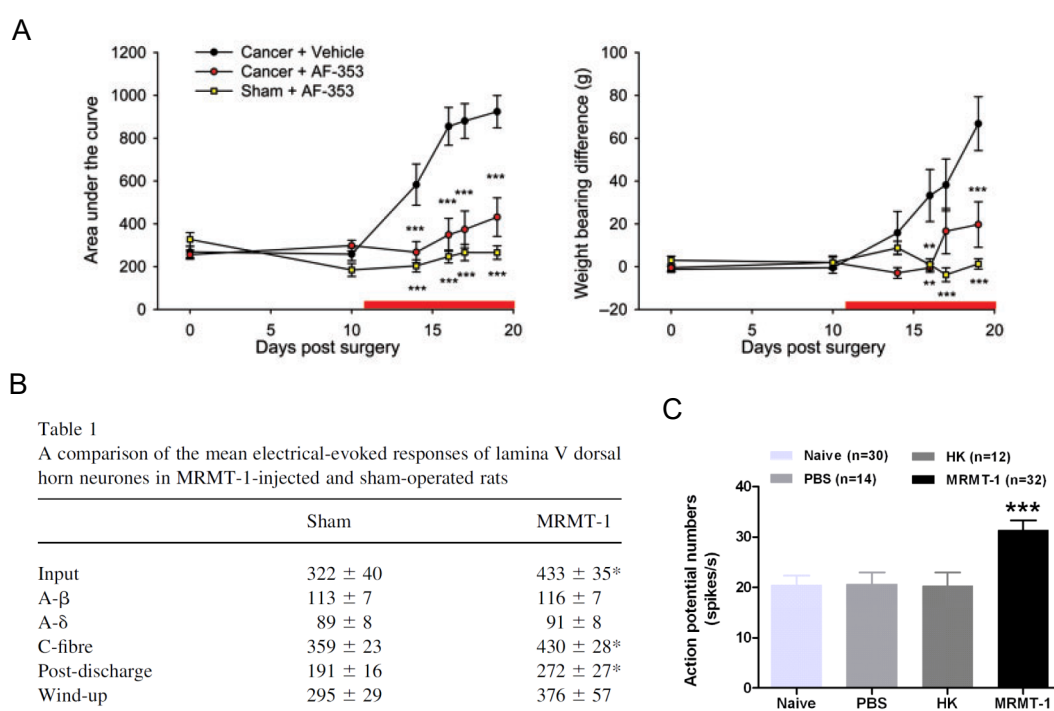 A
Cancer + Vehicle
Cancer + AF-353
Sham + AF-353
Area under the curve
1200
1000
800
600
400
200
0
***
***
***
***
***
***
***
***
0 5 10 15 20
Days post surgery
Weight bearing difference (g)
100
80
60
40
20
0
–20
***
**
**
***
***
0 5 10 15 20
Days post surgery
B
Table 1
A comparison of the mean electrical-evoked responses of lamina V dorsal
horn neurones in MRMT-1-injected and sham-operated rats
Sham MRMT-1
Input 322 ± 40 433 ± 35*
A-β 113 ± 7 116 ± 7
A-δ 89 ± 8 91 ± 8
C-fibre 359 ± 23 430 ± 28*
Post-discharge 191 ± 16 272 ± 27*
Wind-up 295 ± 29 376 ± 57
C
Naive (n=30) HK (n=12)
PBS (n=14) MRMT-1 (n=32)
Action potential numbers
(spikes/s)
40
30
20
10
0
***
Naive PBS HK MRMT-1